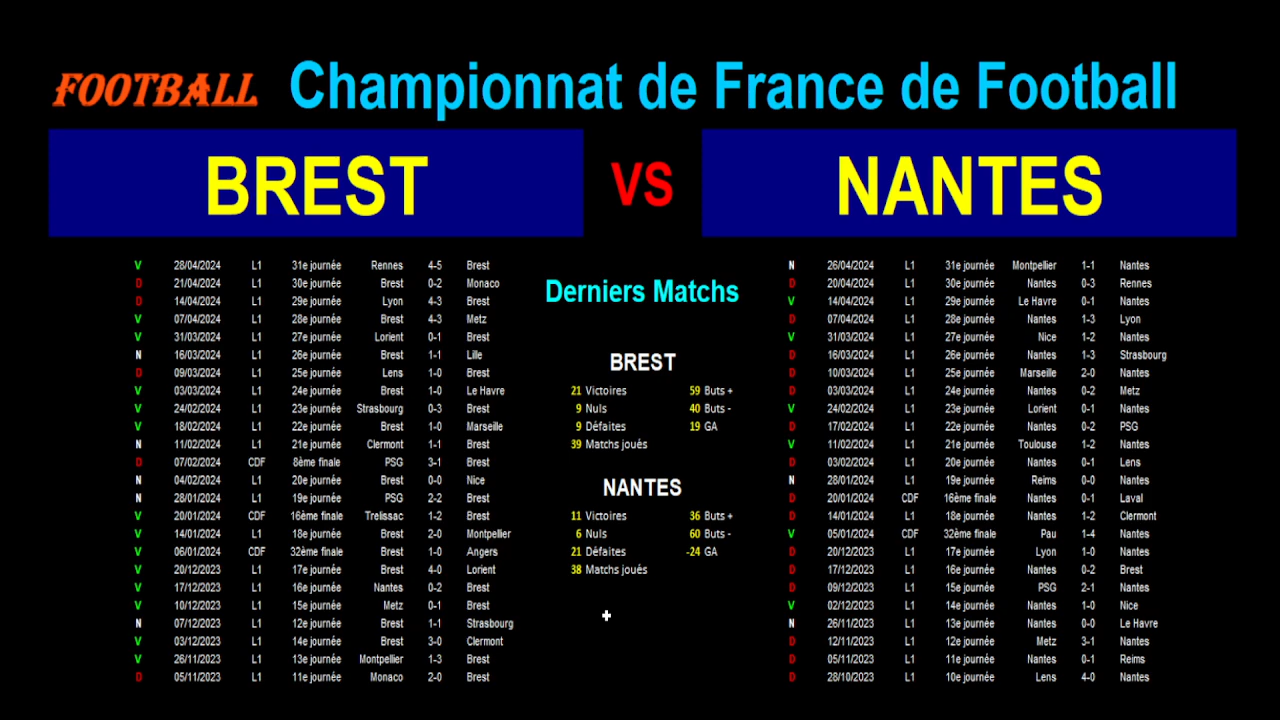 FOOTBALL Championnat de France de Football
BREST VS NANTES
V 28/04/2024 L1 31e journée Rennes 4-5 Brest
D 21/04/2024 L1 30e journée Brest 0-2 Monaco
D 14/04/2024 L1 29e journée Lyon 4-3 Brest
V 07/04/2024 L1 28e journée Brest 4-3 Metz
V 31/03/2024 L1 27e journée Lorient 0-1 Brest
N 16/03/2024 L1 26e journée Brest 1-1 Lille
D 09/03/2024 L1 25e journée Lens 1-0 Brest
V 03/03/2024 L1 24e journée Brest 1-0 Le Havre
V 24/02/2024 L1 23e journée Strasbourg 0-3 Brest
V 18/02/2024 L1 22e journée Brest 1-0 Marseille
N 11/02/2024 L1 21e journée Clermont 1-1 Brest
D 07/02/2024 CDF 8ème finale PSG 3-1 Brest
N 04/02/2024 L1 20e journée Brest 0-0 Nice
N 28/01/2024 L1 19e journée PSG 2-2 Brest
V 20/01/2024 CDF 16ème finale Trelissac 1-2 Brest
V 14/01/2024 L1 18e journée Brest 2-0 Montpellier
V 06/01/2024 CDF 32ème finale Brest 1-0 Angers
V 20/12/2023 L1 17e journée Brest 4-0 Lorient
V 17/12/2023 L1 16e journée Nantes 0-2 Brest
V 10/12/2023 L1 15e journée Metz 0-1 Brest
N 07/12/2023 L1 12e journée Brest 1-1 Strasbourg
V 03/12/2023 L1 14e journée Brest 3-0 Clermont
V 26/11/2023 L1 13e journée Montpellier 1-3 Brest
D 05/11/2023 L1 11e journée Monaco 2-0 Brest
Derniers Matchs
BREST
21 Victoires 59 Buts +
9 Nuls 40 Buts -
9 Défaites 19 GA
39 Matchs joués
NANTES
11 Victoires 36 Buts +
6 Nuls 60 Buts -
21 Défaites -24 GA
38 Matchs joués
N 26/04/2024 L1 31e journée Montpellier 1-1 Nantes
D 20/04/2024 L1 30e journée Nantes 0-3 Rennes
V 14/04/2024 L1 29e journée Le Havre 0-1 Nantes
D 07/04/2024 L1 28e journée Nantes 1-3 Lyon
V 31/03/2024 L1 27e journée Nice 1-2 Nantes
D 16/03/2024 L1 26e journée Nantes 1-3 Strasbourg
D 10/03/2024 L1 25e journée Marseille 2-0 Nantes
D 03/03/2024 L1 24e journée Nantes 0-2 Metz
V 24/02/2024 L1 23e journée Lorient 0-1 Nantes
D 17/02/2024 L1 22e journée Nantes 0-2 PSG
V 11/02/2024 L1 21e journée Toulouse 1-2 Nantes
D 03/02/2024 L1 20e journée Nantes 0-1 Lens
N 28/01/2024 L1 19e journée Reims 0-0 Nantes
D 20/01/2024 CDF 16ème finale Nantes 0-1 Laval
D 14/01/2024 L1 18e journée Nantes 1-2 Clermont
V 05/01/2024 CDF 32ème finale Pau 1-4 Nantes
D 20/12/2023 L1 17e journée Lyon 1-0 Nantes
D 17/12/2023 L1 16e journée Nantes 0-2 Brest
D 09/12/2023 L1 15e journée PSG 2-1 Nantes
V 02/12/2023 L1 14e journée Nantes 1-0 Nice
N 26/11/2023 L1 13e journée Nantes 0-0 Le Havre
D 12/11/2023 L1 12e journée Metz 3-1 Nantes
D 05/11/2023 L1 11e journée Nantes 0-1 Reims
D 28/10/2023 L1 10e journée Lens 4-0 Nantes